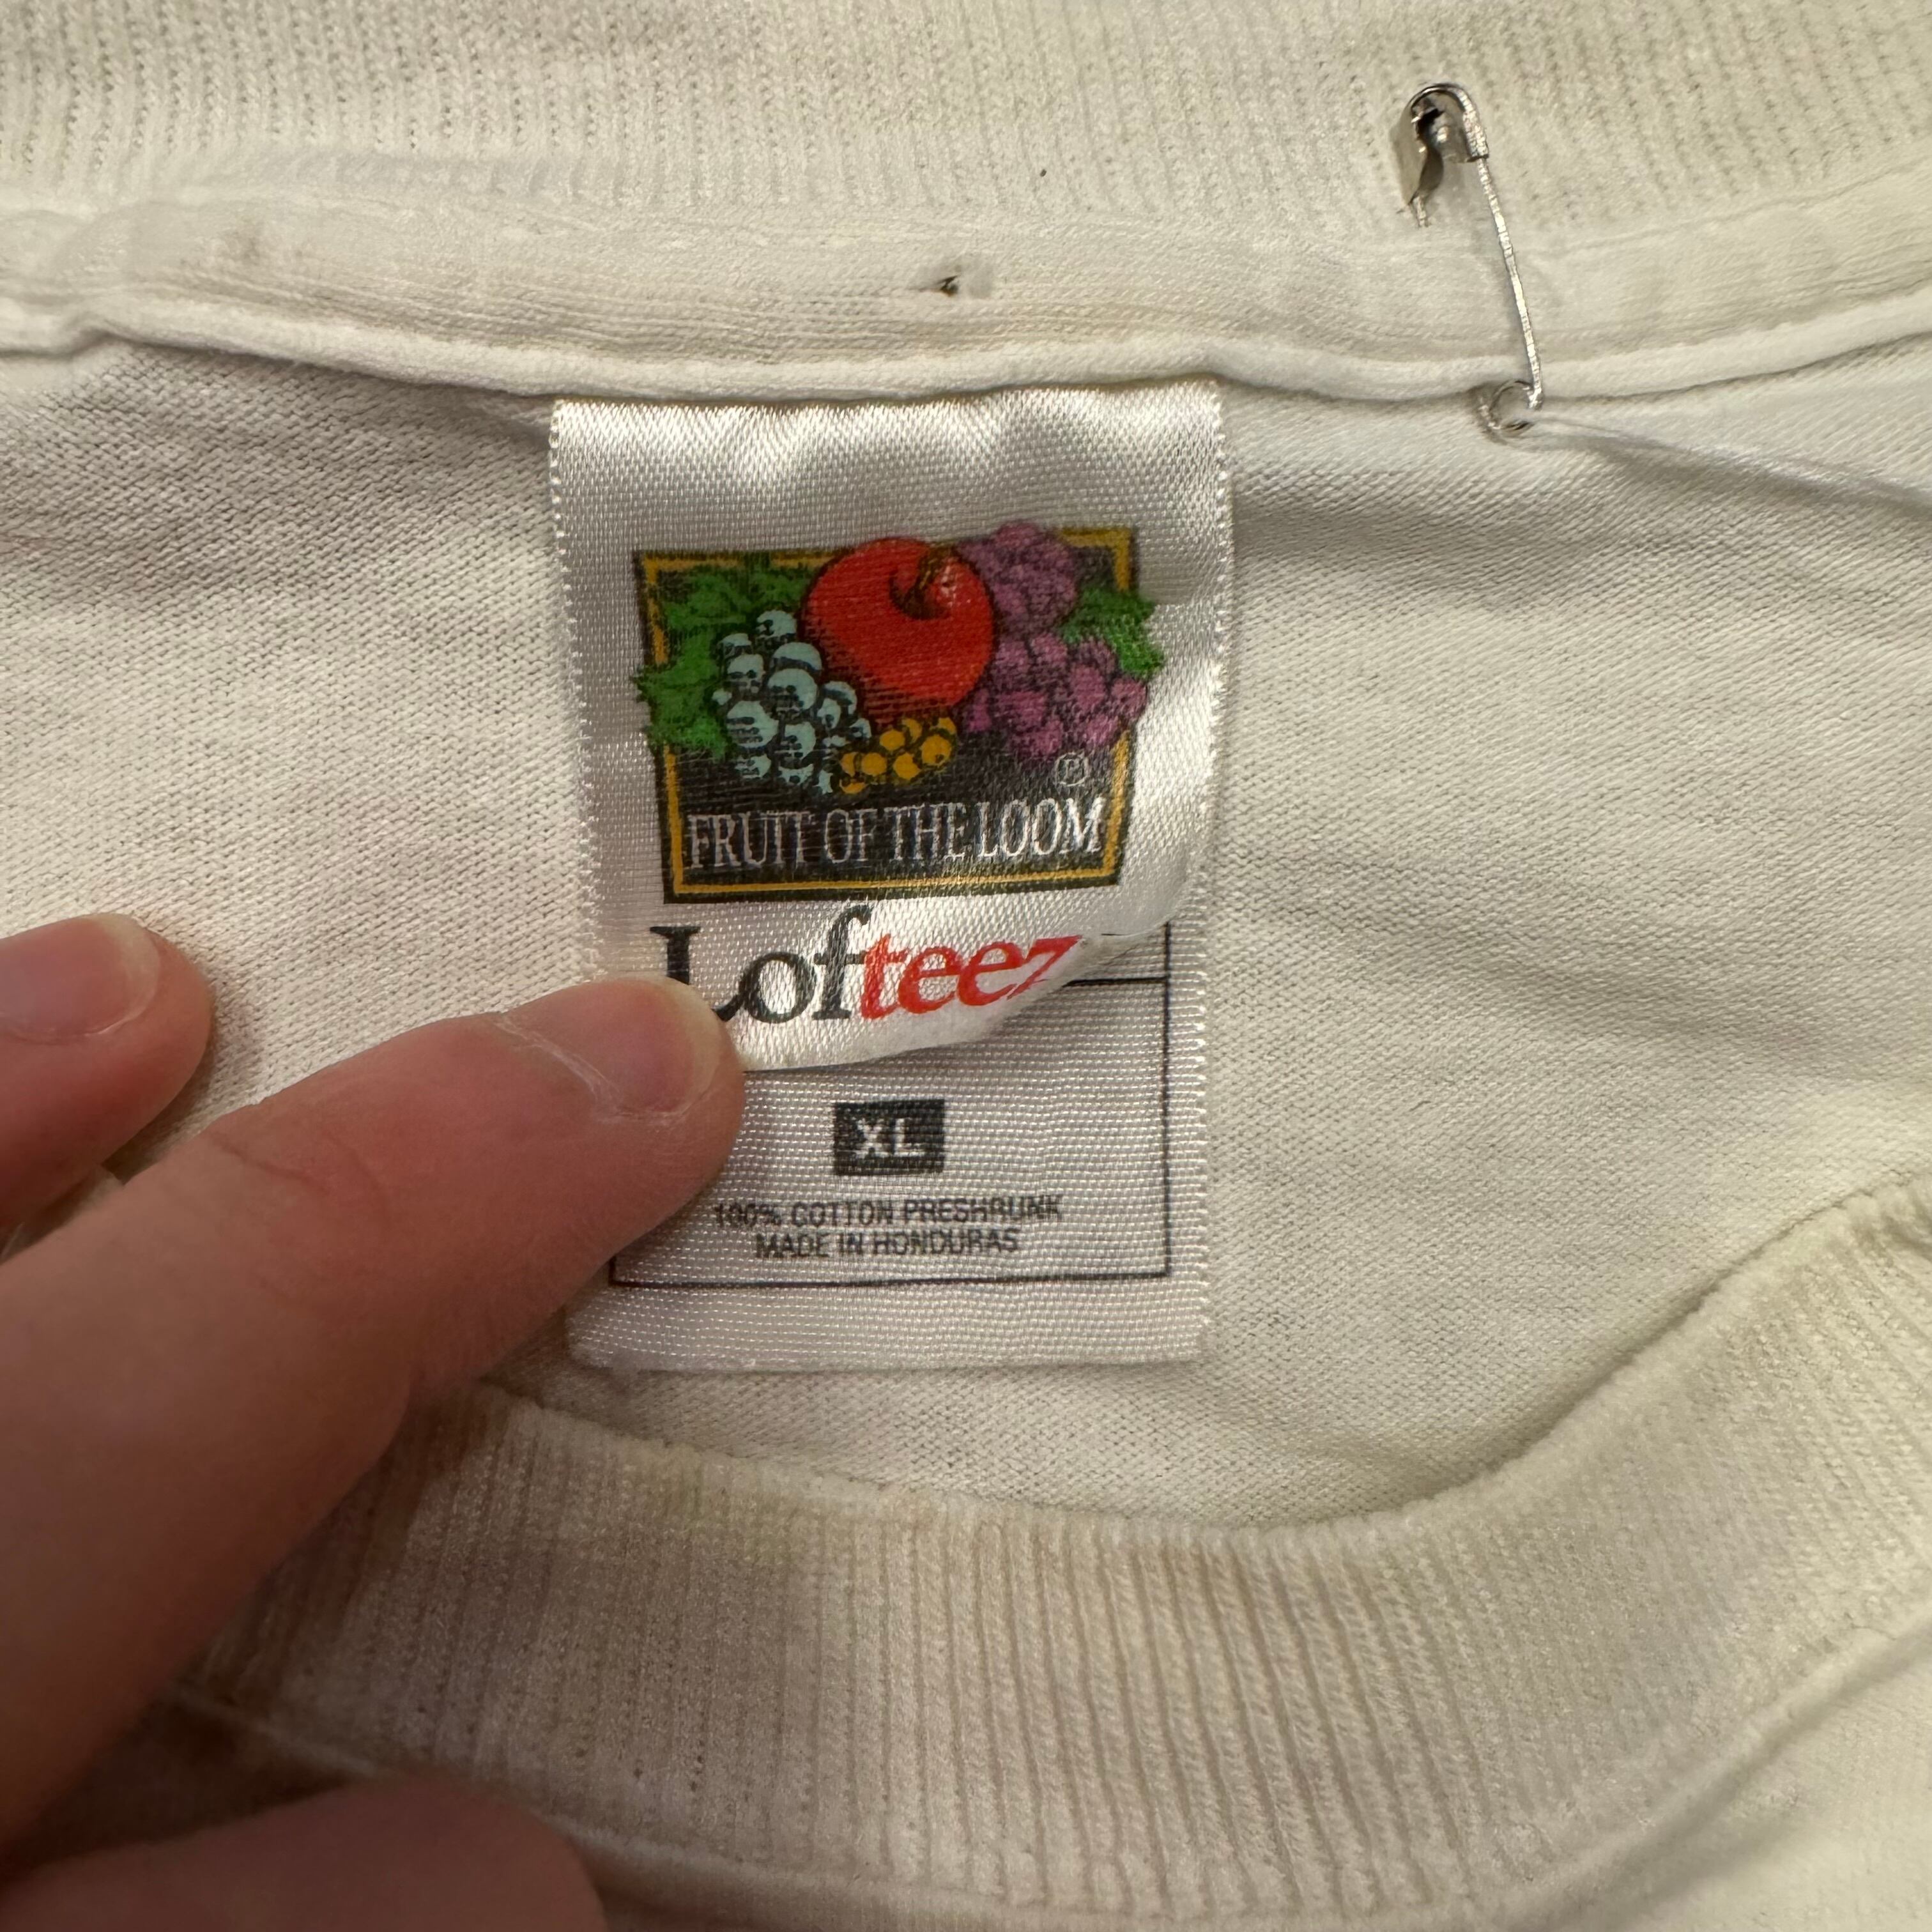 ®
FRUIT OF THE LOOM
Lofteez
XL
100% COTTON PRESHRUNK
MADE IN HONDURAS